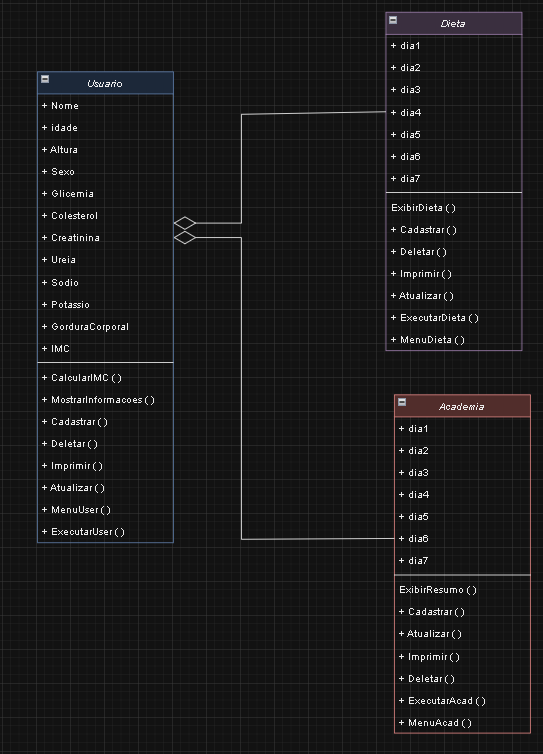 Usuario
+ Nome
+ idade
+ Altura
+ Sexo
+ Glicemia
+ Colesterol
+ Creatinina
+ Ureia
+ Sodio
+ Potassio
+ GorduraCorporal
+ IMC
+ CalcularIMC ( )
+ MostrarInformacoes ( )
+ Cadastrar ( )
+ Deletar ( )
+ Imprimir ( )
+ Atualizar ( )
+ MenuUser ( )
+ ExecutarUser ( )
Dieta
+ dia1
+ dia2
+ dia3
+ dia4
+ dia5
+ dia6
+ dia7
ExibirDieta ( )
+ Cadastrar ( )
+ Deletar ( )
+ Imprimir ( )
+ Atualizar ( )
+ ExecutarDieta ( )
+ MenuDieta ( )
Academia
+ dia1
+ dia2
+ dia3
+ dia4
+ dia5
+ dia6
+ dia7
ExibirResumo ( )
+ Cadastrar ( )
+ Atualizar ( )
+ Imprimir ( )
+ Deletar ( )
+ ExecutarAcad ( )
+ MenuAcad ( )